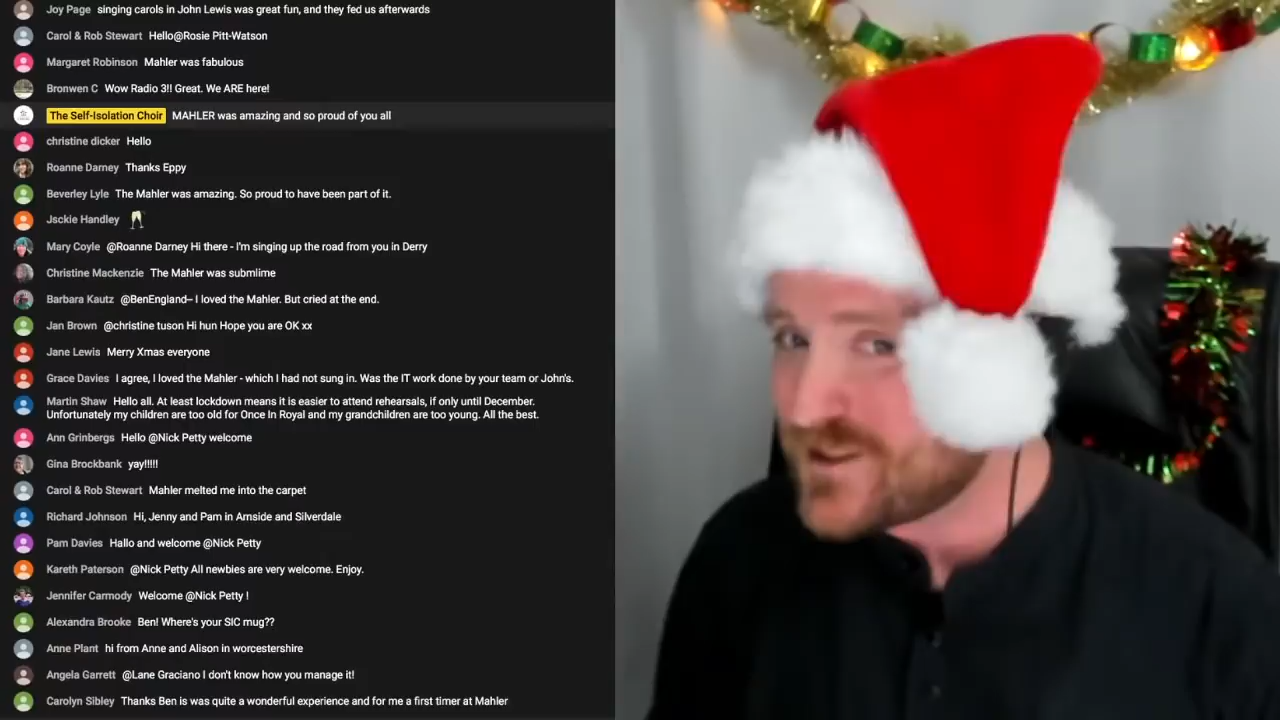 Joy Page singing carols in John Lewis was great fun, and they fed us afterwards
Carol & Rob Stewart Hello@Rosie Pitt-Watson
Margaret Robinson Mahler was fabulous
Bronwen C Wow Radio 3!! Great. We ARE here!
The Self-Isolation Choir MAHLER was amazing and so proud of you all
christine dicker Hello
Roanne Darney Thanks Eppy
Beverley Lyle The Mahler was amazing. So proud to have been part of it.
Jsckie Handley
Mary Coyle @Roanne Darney Hi there - I'm singing up the road from you in Derry
Christine Mackenzie The Mahler was submlime
Barbara Kautz @BenEngland-- I loved the Mahler. But cried at the end.
Jan Brown @christine tuson Hi hun Hope you are OK xx
Jane Lewis Merry Xmas everyone
Grace Davies I agree, I loved the Mahler - which I had not sung in. Was the IT work done by your team or John's.
Martin Shaw Hello all. At least lockdown means it is easier to attend rehearsals, if only until December.
Unfortunately my children are too old for Once In Royal and my grandchildren are too young. All the best.
Ann Grinbergs Hello @Nick Petty welcome
Gina Brockbank yay!!!!!
Carol & Rob Stewart Mahler melted me into the carpet
Richard Johnson Hi, Jenny and Pam in Arnside and Silverdale
Pam Davies Hallo and welcome @Nick Petty
Kareth Paterson @Nick Petty All newbies are very welcome. Enjoy.
Jennifer Carmody Welcome @Nick Petty !
Alexandra Brooke Ben! Where's your SIC mug??
Anne Plant hi from Anne and Alison in worcestershire
Angela Garrett @Lane Graciano I don't know how you manage it!
Carolyn Sibley Thanks Ben is was quite a wonderful experience and for me a first timer at Mahler